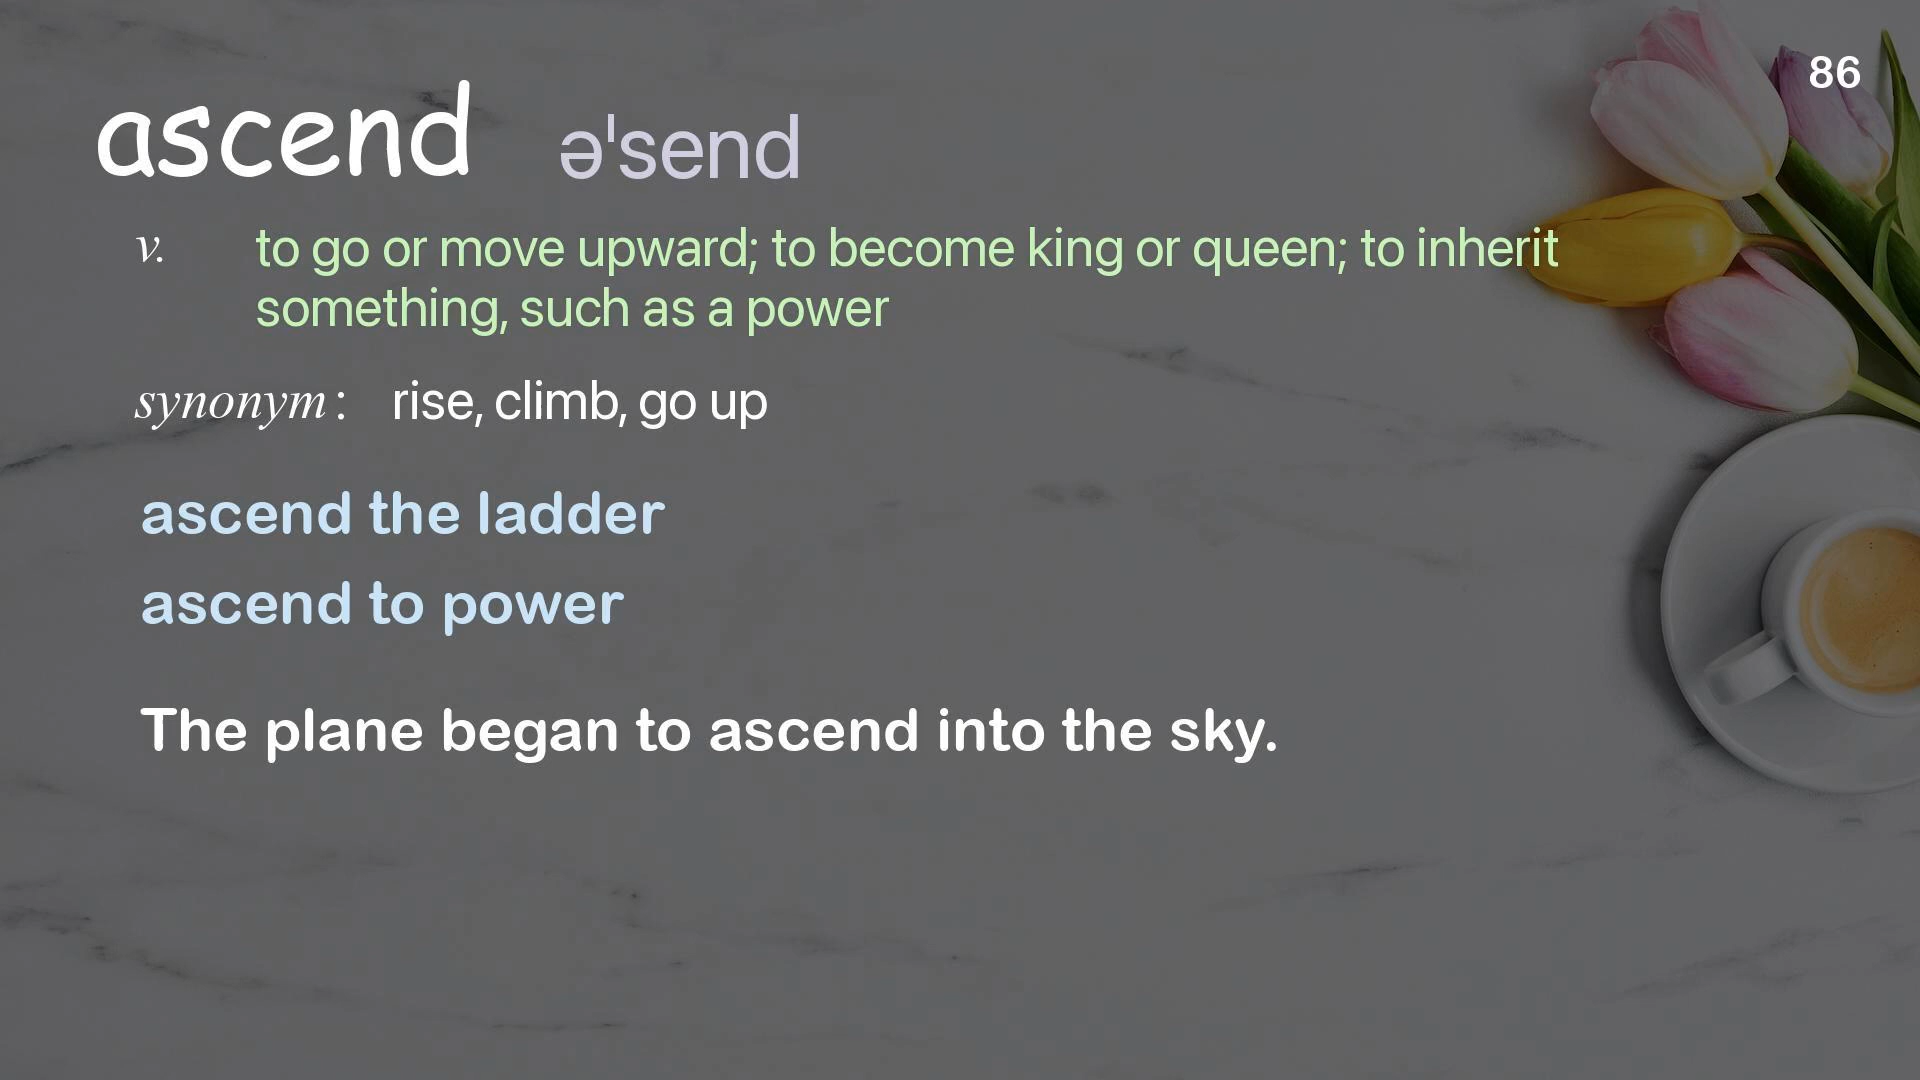 86
ascend əˈsend
v. to go or move upward; to become king or queen; to inherit
something, such as a power
synonym: rise, climb, go up
ascend the ladder
ascend to power
The plane began to ascend into the sky.